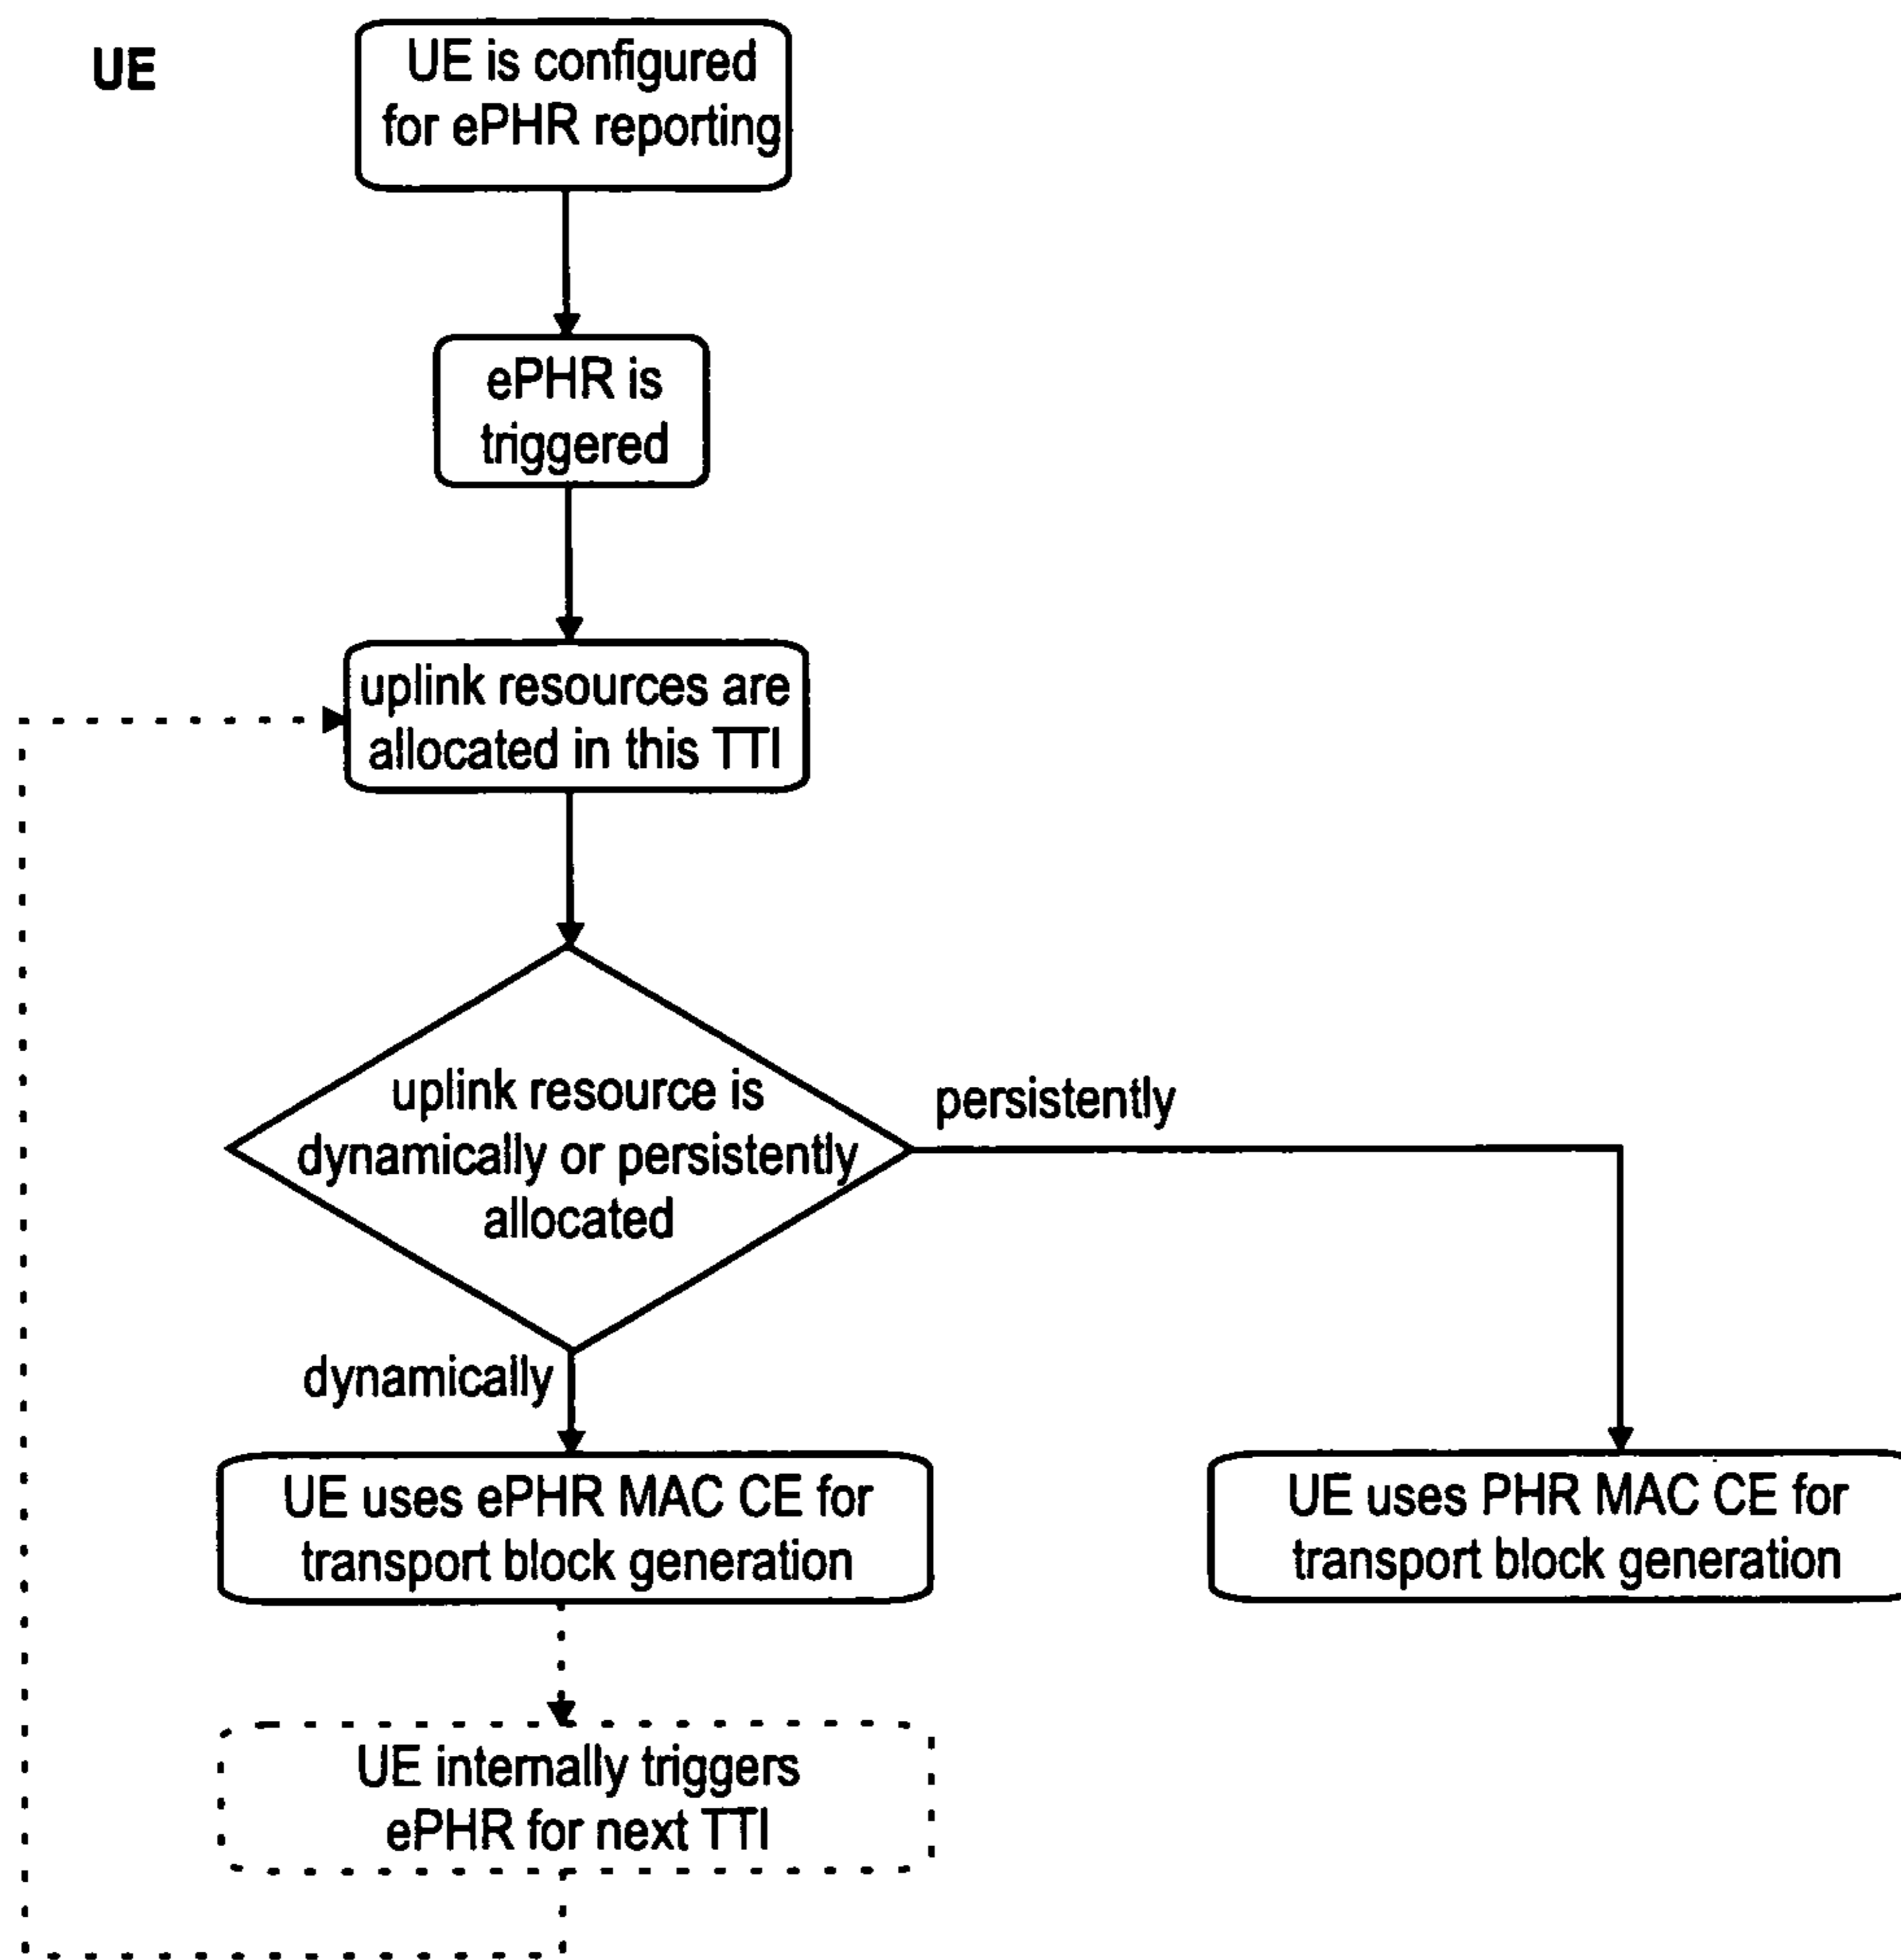 UE
UE is configured
for ePHR reporting
ePHR is
triggered
uplink resources are
allocated in this TTI
uplink resource is
dynamically or persistently
allocated
persistently
dynamically
UE uses ePHR MAC CE for
transport block generation
UE uses PHR MAC CE for
transport block generation
UE internally triggers
ePHR for next TTI